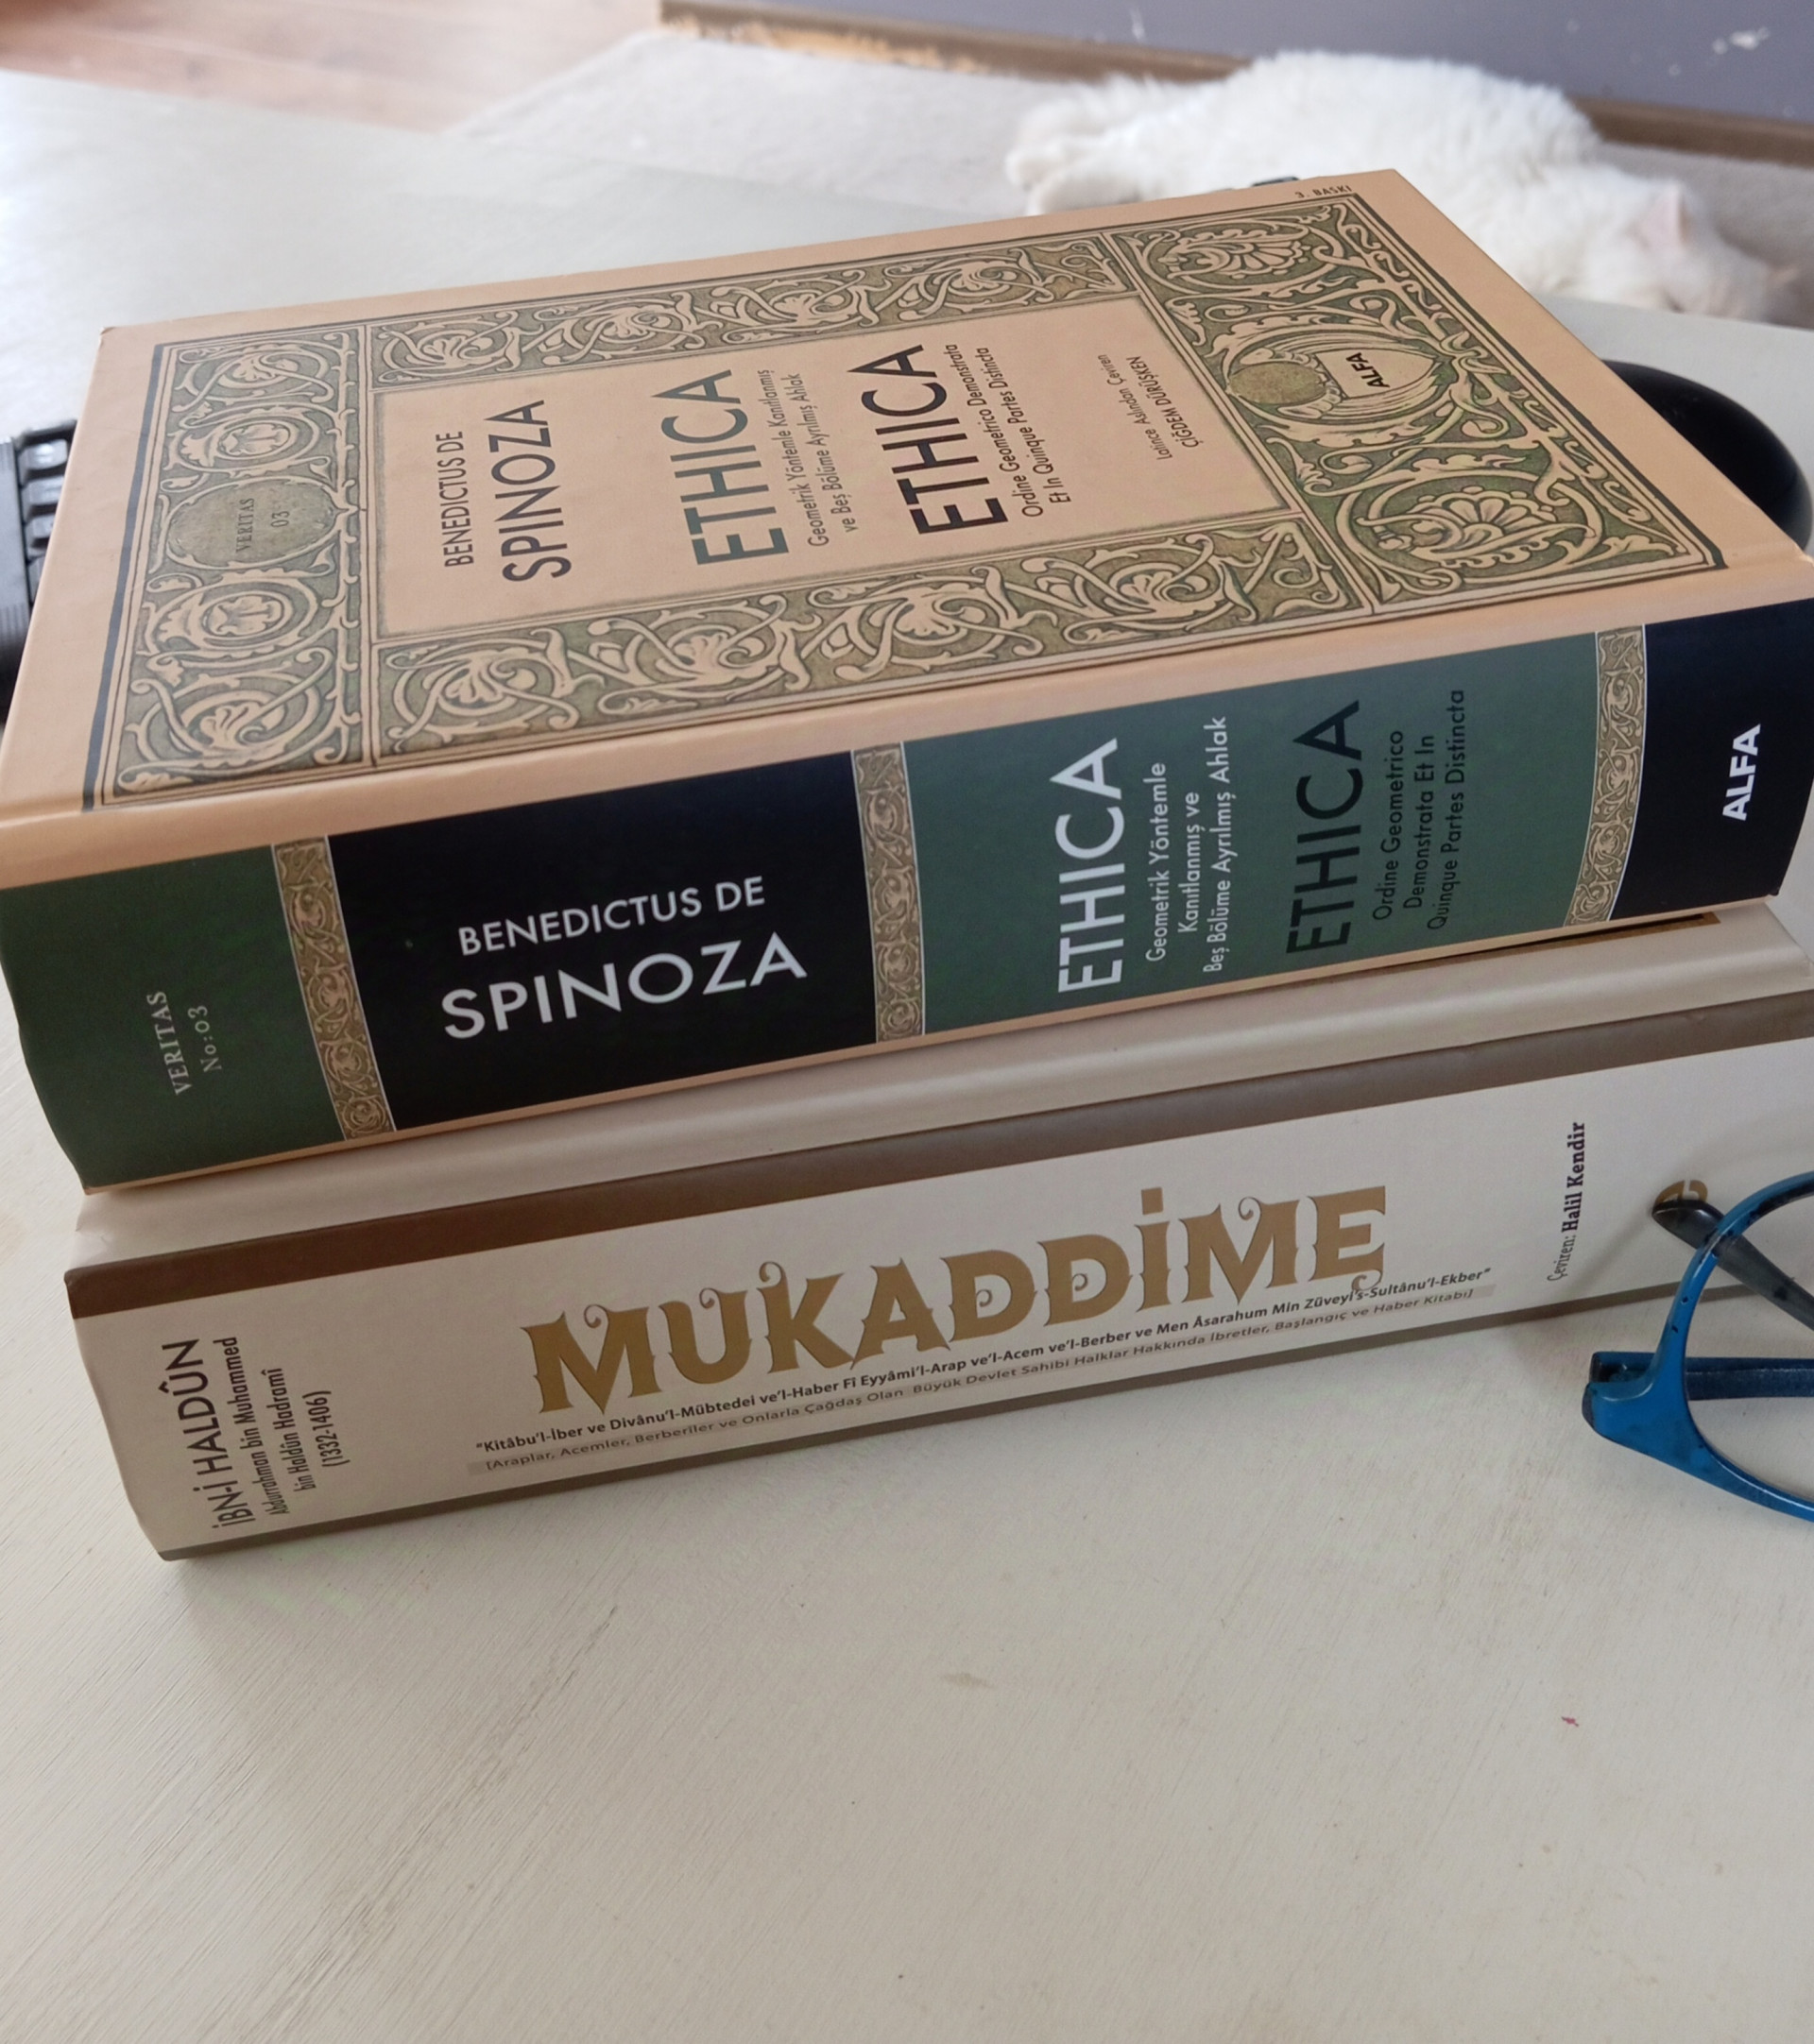 3. BASKI
VERITAS
03
BENEDICTUS DE
SPINOZA
ETHICA
Geometrik Yöntemle Kanıtlanmış
ve Beş Bölüme Ayrılmış Ahlak
ETHICA
Ordine Geometrico Demonstrata
Et In Quinque Partes Distincta
Latince Aslından Çeviren
ÇİĞDEM DÜRÜŞKEN
ALFA
VERITAS
No:03
BENEDICTUS DE
SPINOZA
ETHICA
Geometrik Yöntemle
Kanıtlanmış ve
Beş Bölüme Ayrılmış Ahlak
ETHICA
Ordine Geometrico
Demonstrata Et In
Quinque Partes Distincta
ALFA
İBN-İ HALDÛN
Abdurrahman bin Muhammed
bin Haldûn Hadramî
(1332-1406)
MUKADDİME
"Kitâbu'l-İber ve Divânu'l-Mübtedei ve'l-Haber Fî Eyyâmi'l-Arap ve'l-Acem ve'l-Berber ve Men Âsarahum Min Züveyi's-Sultânu'l-Ekber"
[Araplar, Acemler, Berberîler ve Onlarla Çağdaş Olan Büyük Devlet Sahibi Halklar Hakkında İbretler, Başlangıç ve Haber Kitabı]
Çeviren: Halil Kendir